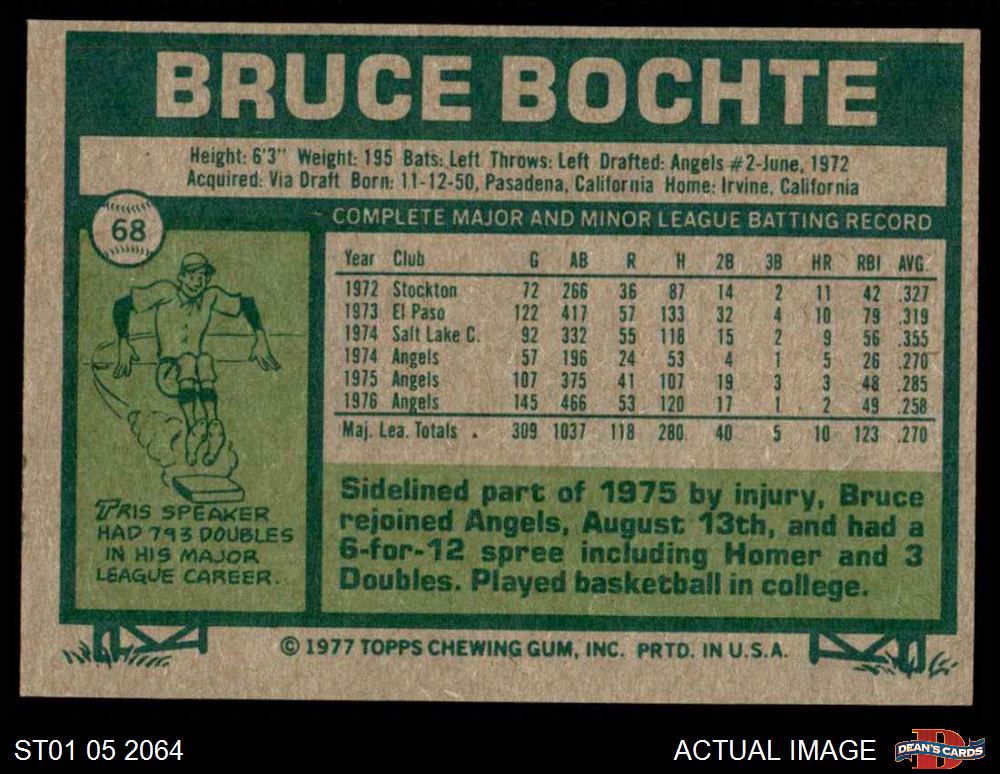 BRUCE BOCHTE
Height: 6'3" Weight: 195 Bats: Left Throws: Left Drafted: Angels #2-June, 1972
Acquired: Via Draft Born: 11-12-50, Pasadena, California Home: Irvine, California
68
COMPLETE MAJOR AND MINOR LEAGUE BATTING RECORD
Year Club G AB R H 2B 3B HR RBI AVG.
1972 Stockton 72 266 36 87 14 2 11 42 .327
1973 El Paso 122 417 57 133 32 4 10 79 .319
1974 Salt Lake C. 92 332 55 118 15 2 9 56 .355
1974 Angels 57 196 24 53 4 1 5 26 .270
1975 Angels 107 375 41 107 19 3 3 48 .285
1976 Angels 145 466 53 120 17 1 2 49 .258
Maj. Lea. Totals . 309 1037 118 280 40 5 10 123 .270
TRIS SPEAKER
HAD 793 DOUBLES
IN HIS MAJOR
LEAGUE CAREER.
Sidelined part of 1975 by injury, Bruce
rejoined Angels, August 13th, and had a
6-for-12 spree including Homer and 3
Doubles. Played basketball in college.
© 1977 TOPPS CHEWING GUM, INC. PRTD. IN U.S.A.
ST01 05 2064
ACTUAL IMAGE
D
DEAN'S CARDS